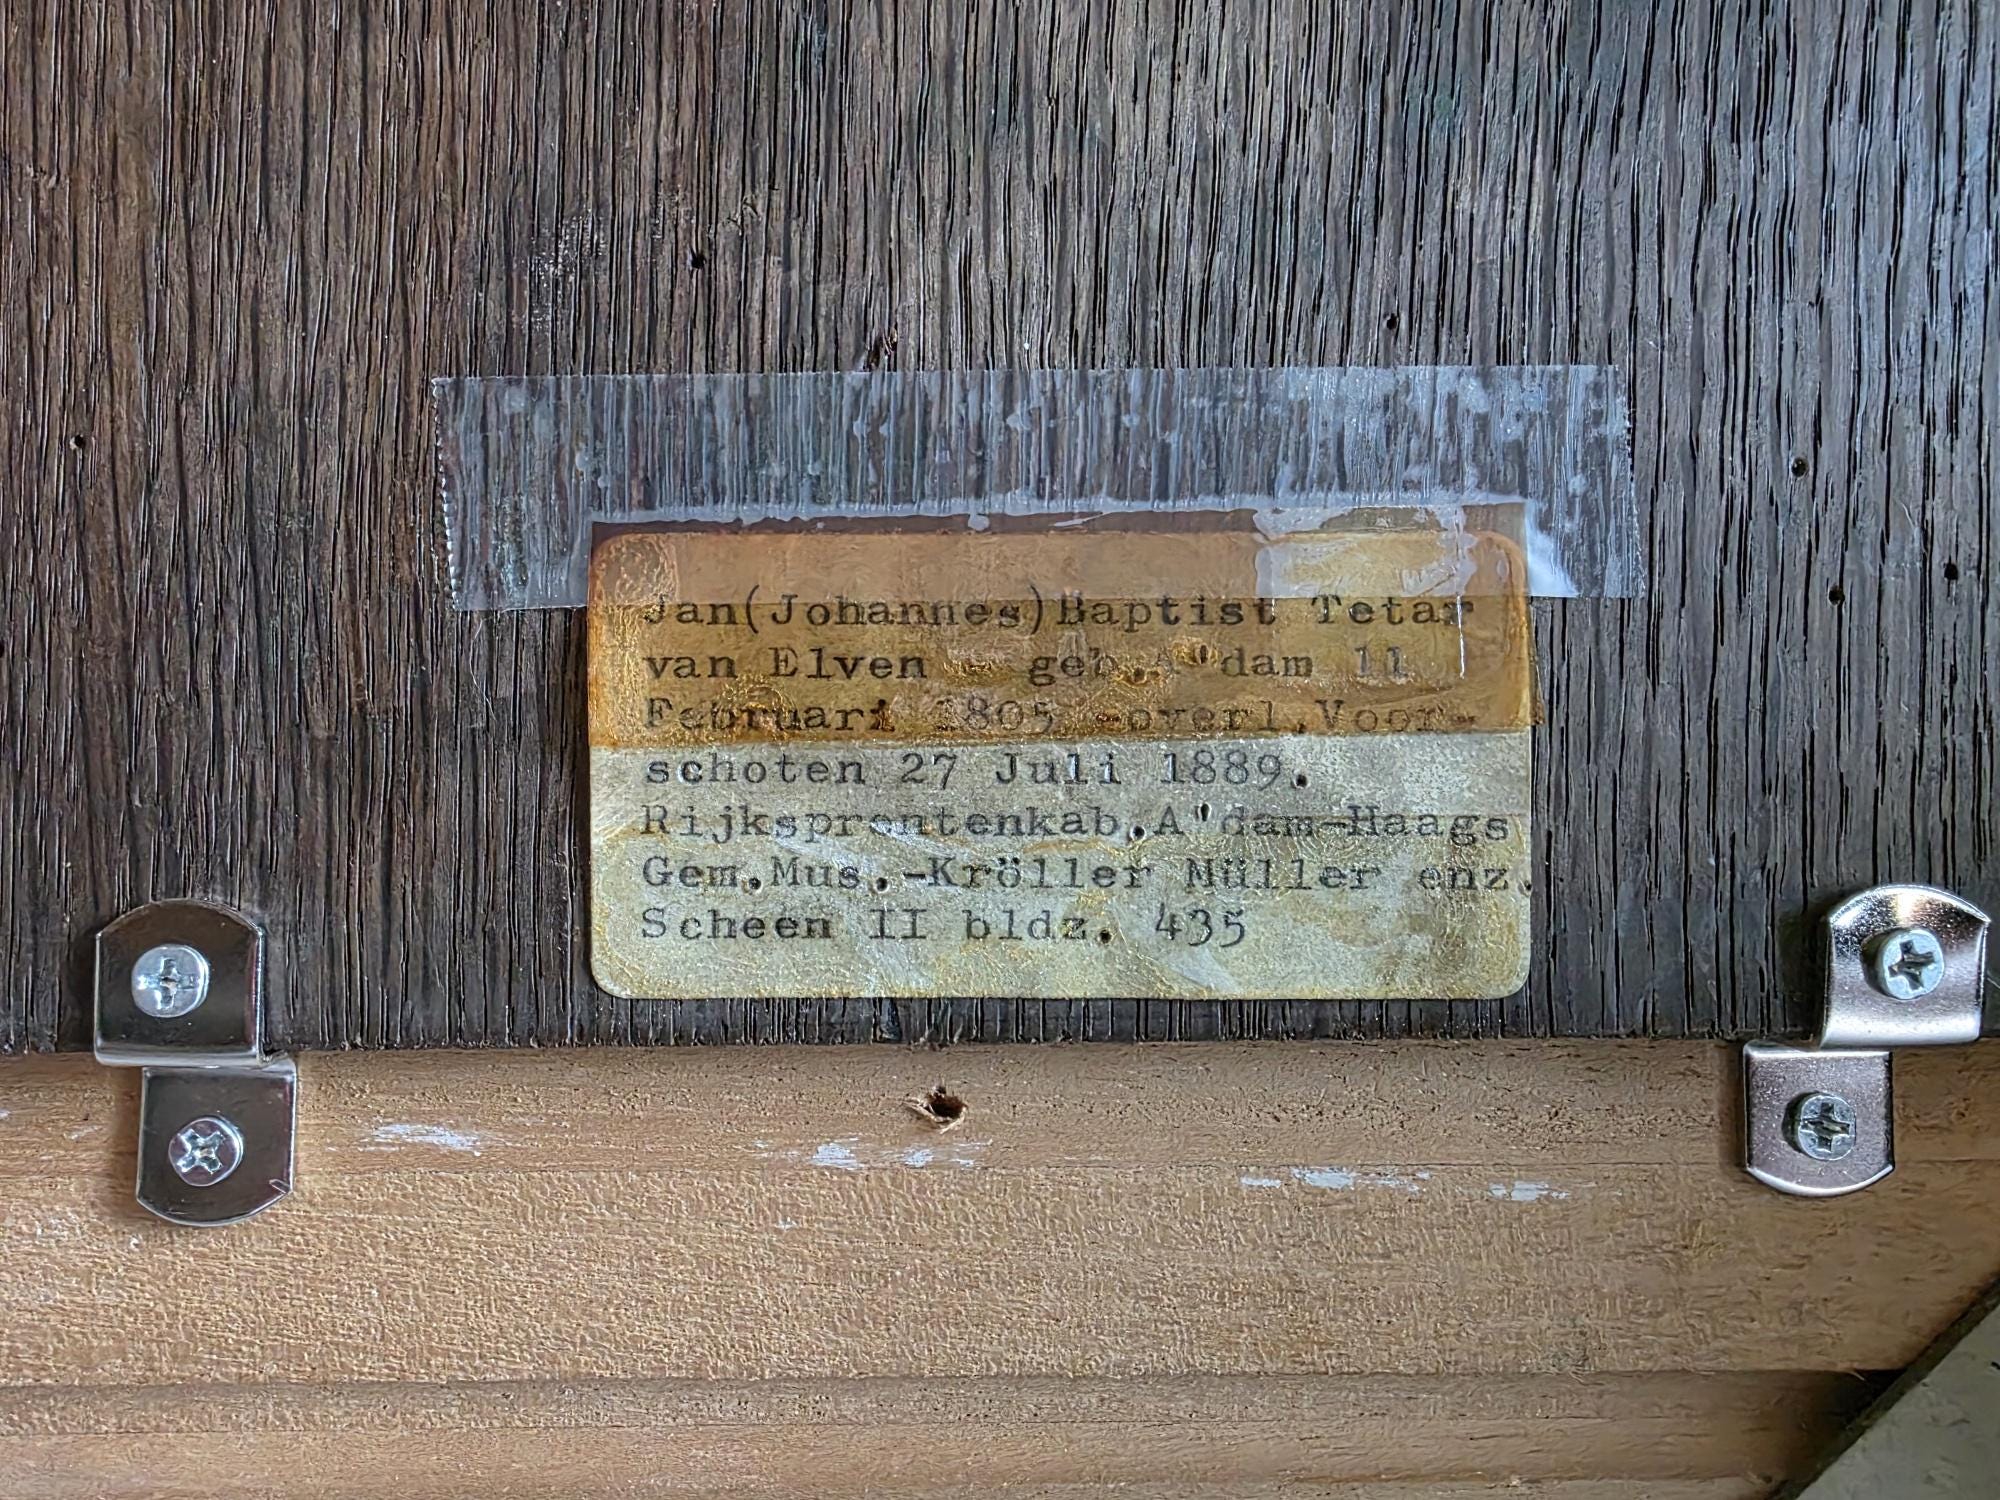 Jan(Johannes)Baptist Tetar
van Elven - geb.A"dam 11
Februari 1805 -overl.Voor-
schoten 27 Juli 1889.
Rijksprentenkab.A"dam-Haags
Gem.Mus.-Kröller Müller enz.
Scheen II bldz. 435